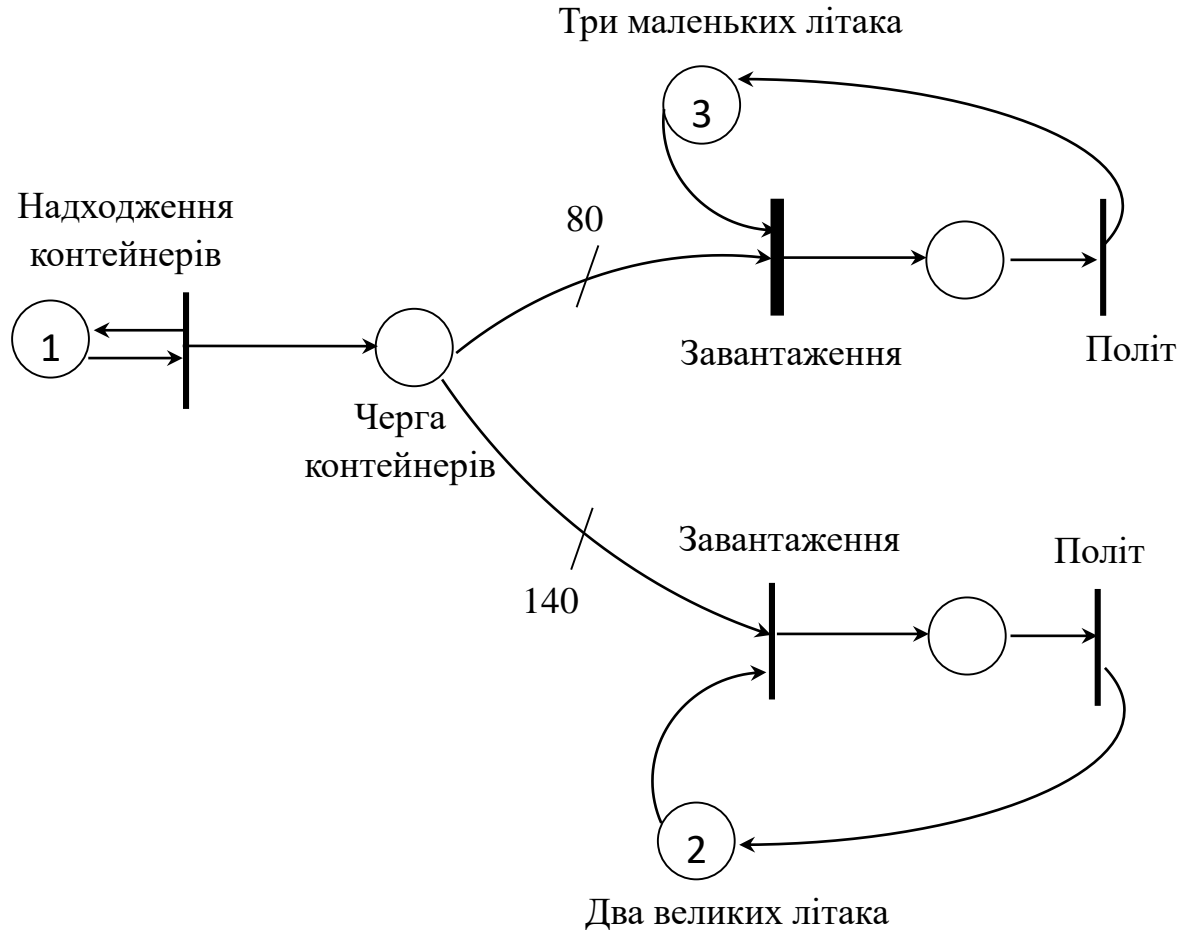 Три маленьких літака
3
Надходження
контейнерів
80
1
Завантаження
Політ
Черга
контейнерів
Завантаження
Політ
140
2
Два великих літака